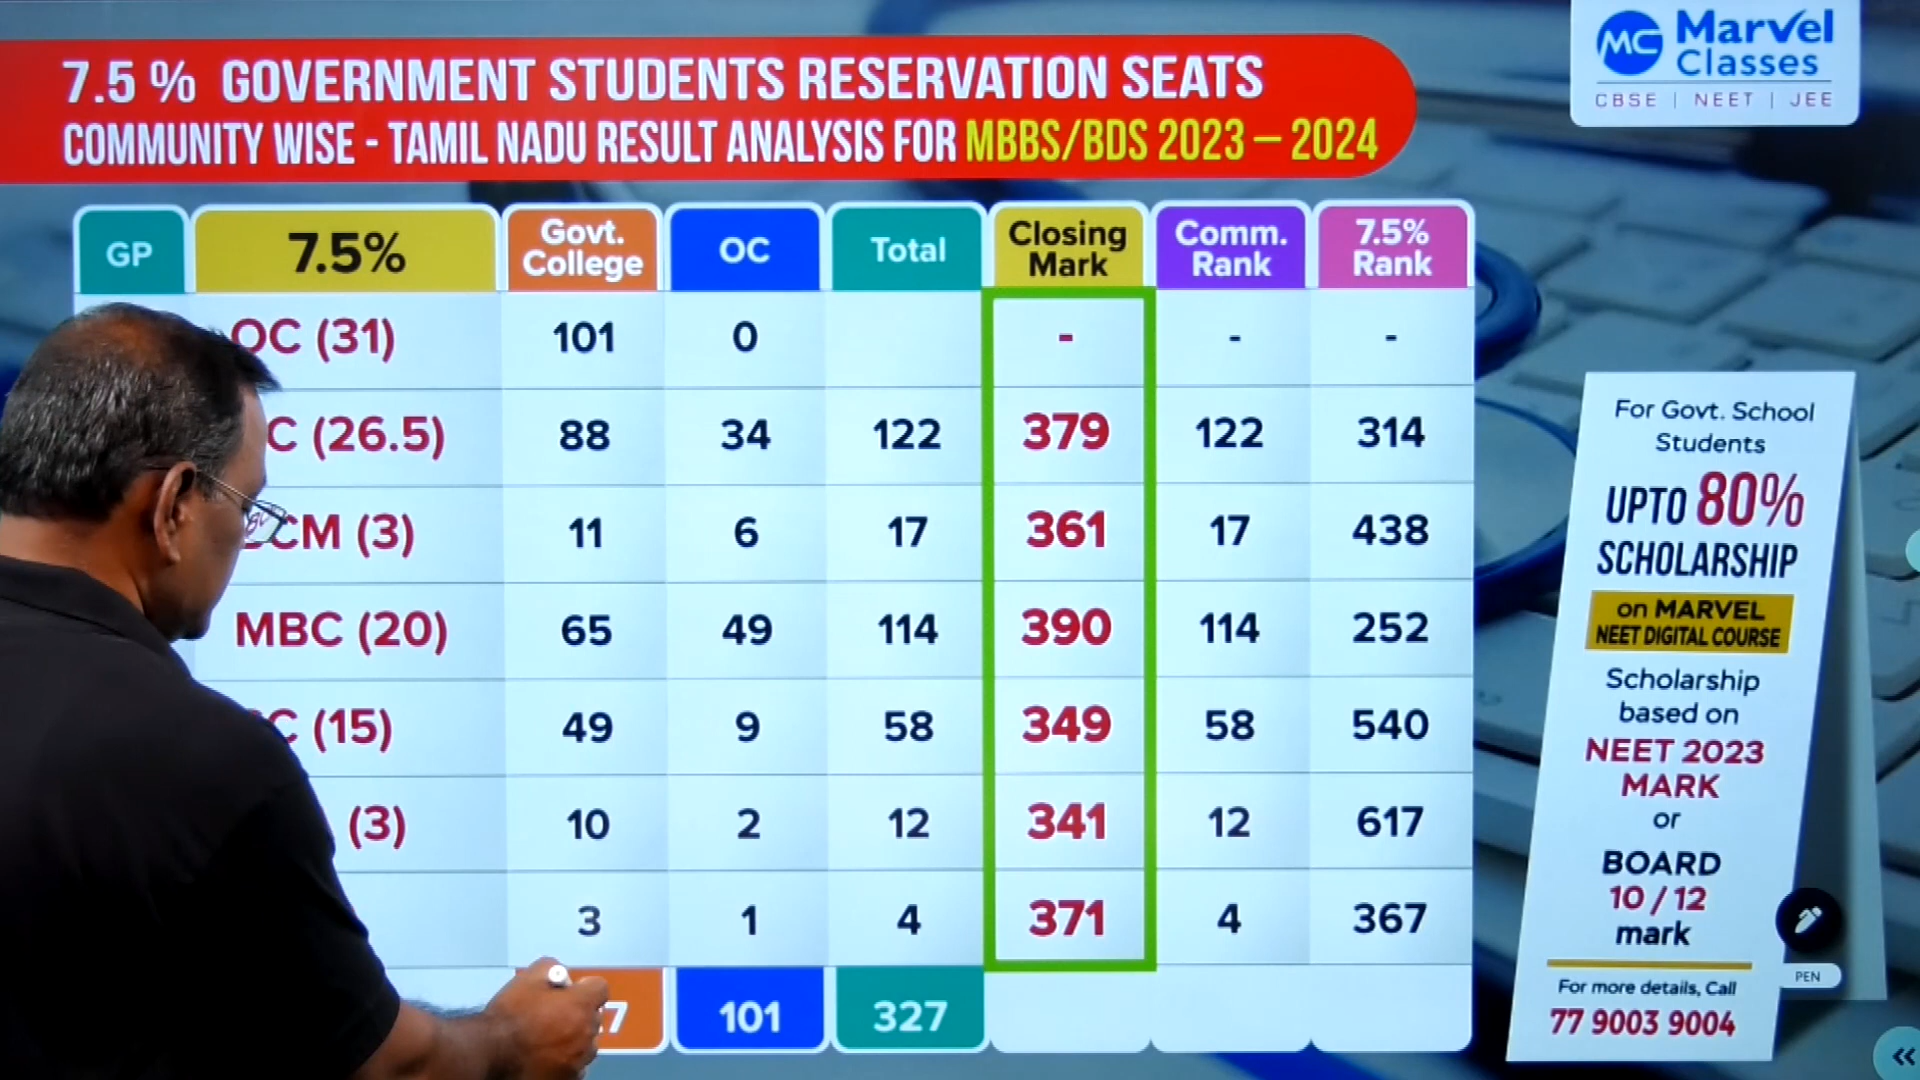 MC Marvel
Classes
CBSE | NEET | JEE
7.5 % GOVERNMENT STUDENTS RESERVATION SEATS
COMMUNITY WISE - TAMIL NADU RESULT ANALYSIS FOR MBBS/BDS 2023 – 2024
GP 7.5% Govt. College OC Total Closing Mark Comm. Rank 7.5% Rank
OC (31) 101 0 - - -
C (26.5) 88 34 122 379 122 314
CM (3) 11 6 17 361 17 438
MBC (20) 65 49 114 390 114 252
C (15) 49 9 58 349 58 540
(3) 10 2 12 341 12 617
3 1 4 371 4 367
7 101 327
For Govt. School
Students
UPTO 80%
SCHOLARSHIP
on MARVEL
NEET DIGITAL COURSE
Scholarship
based on
NEET 2023
MARK
or
BOARD
10 / 12
mark
For more details, Call
77 9003 9004
PEN